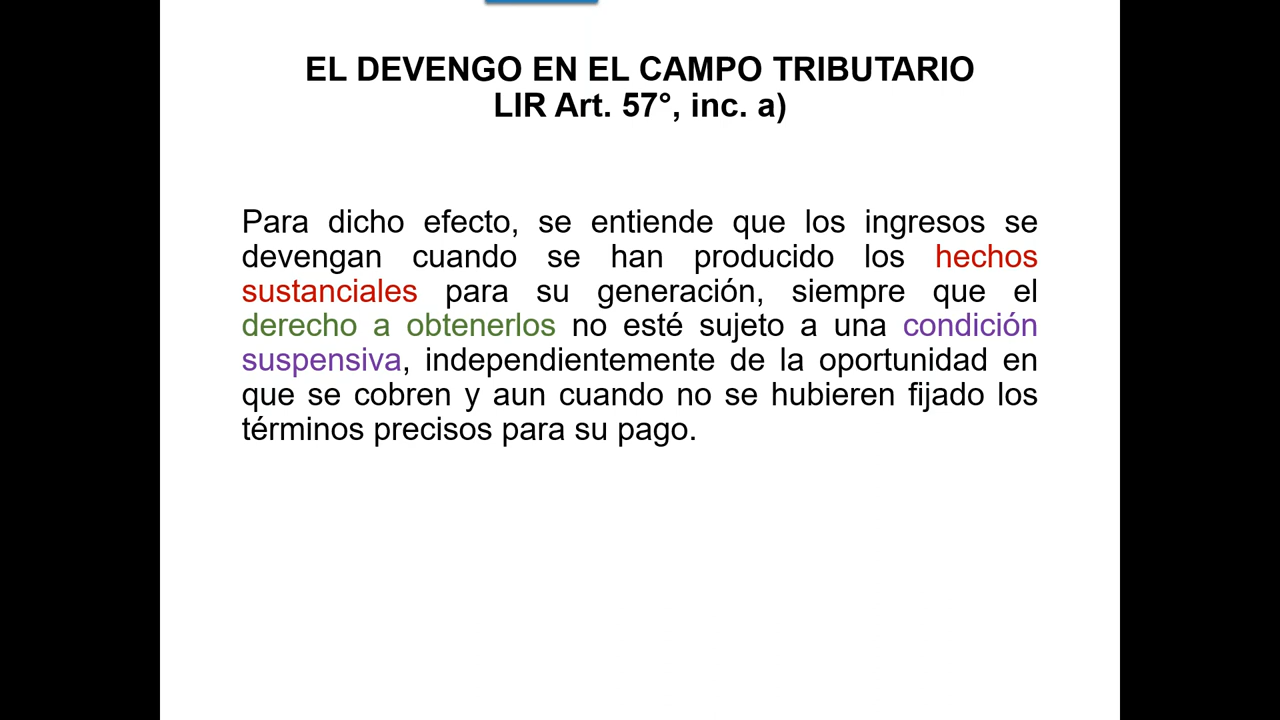 EL DEVENGO EN EL CAMPO TRIBUTARIO
LIR Art. 57°, inc. a)
Para dicho efecto, se entiende que los ingresos se
devengan cuando se han producido los hechos
sustanciales para su generación, siempre que el
derecho a obtenerlos no esté sujeto a una condición
suspensiva, independientemente de la oportunidad en
que se cobren y aun cuando no se hubieren fijado los
términos precisos para su pago.